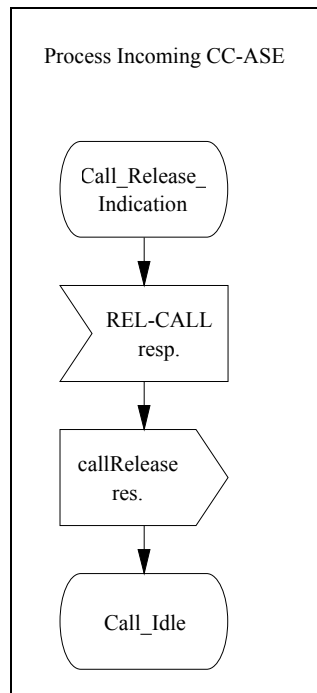 Process Incoming CC-ASE
Call_Release_
Indication
REL-CALL
resp.
callRelease
res.
Call_Idle